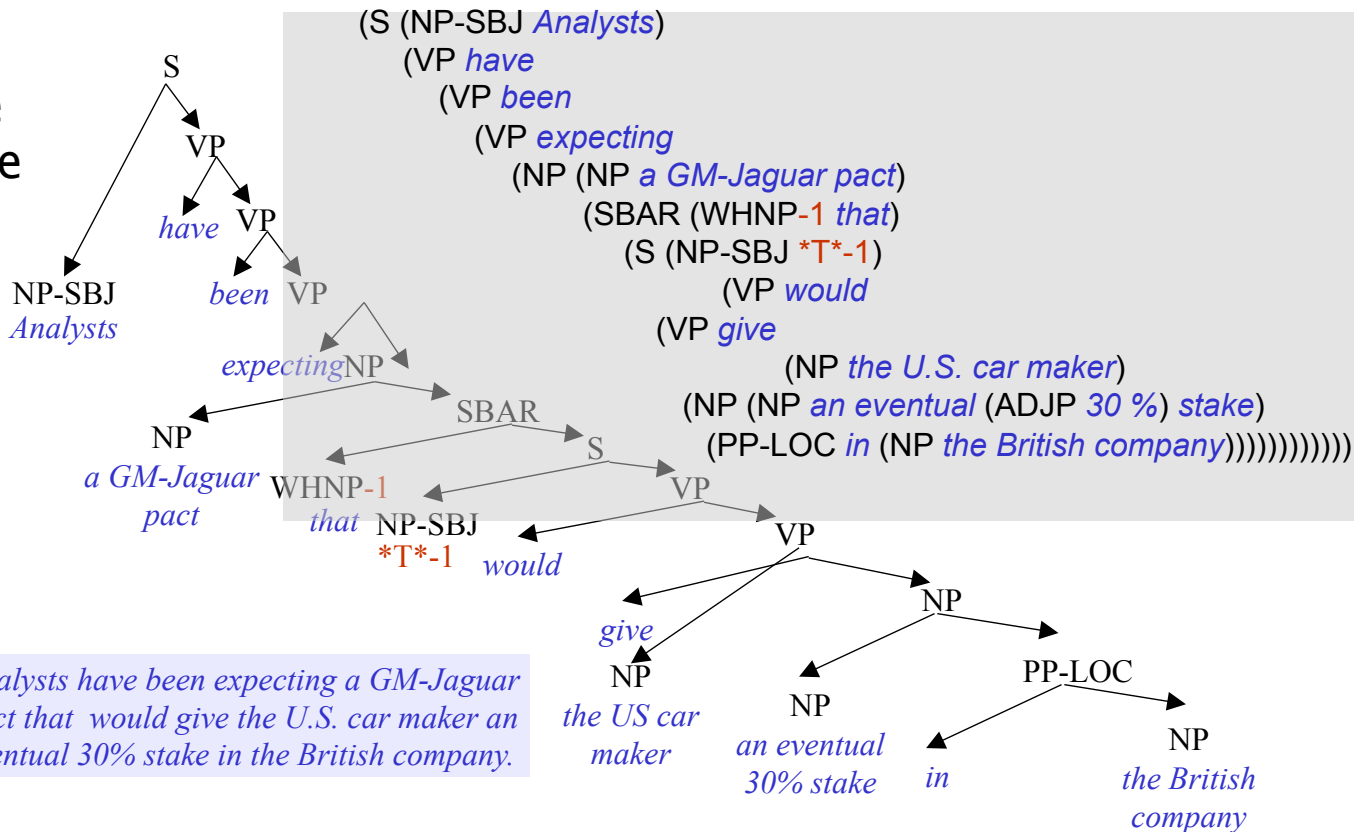 (S (NP-SBJ Analysts)
(VP have
(VP been
(VP expecting
(NP (NP a GM-Jaguar pact)
(SBAR (WHNP-1 that)
(S (NP-SBJ *T*-1)
(VP would
(VP give
(NP the U.S. car maker)
(NP (NP an eventual (ADJP 30 %) stake)
(PP-LOC in (NP the British company))))))))))))
S
VP
have
VP
NP-SBJ
Analysts
been VP
expecting NP
SBAR
NP
a GM-Jaguar
pact
S
WHNP-1
that
VP
NP-SBJ
*T*-1
would
VP
give
NP
NP
the US car
maker
PP-LOC
NP
an eventual
30% stake
in
NP
the British
company
alysts have been expecting a GM-Jaguar
ct that would give the U.S. car maker an
entual 30% stake in the British company.